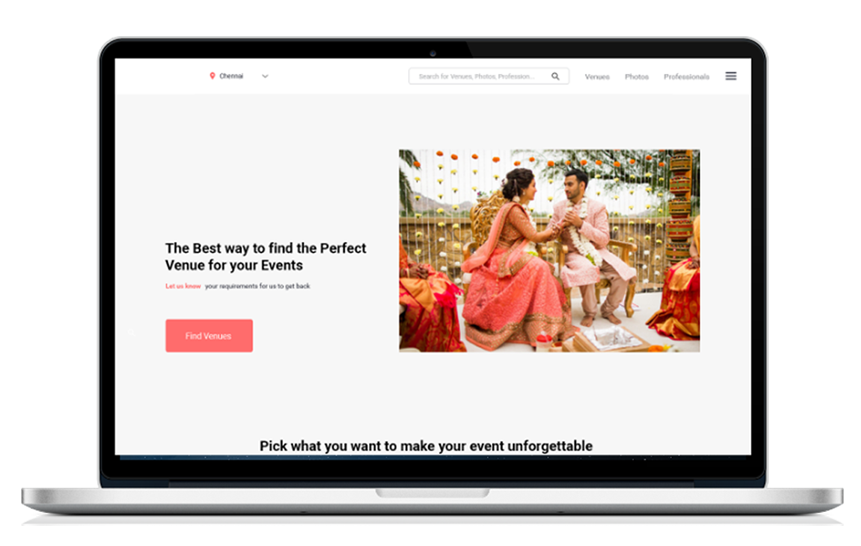 Chennai
Search for Venues, Photos, Profession...
Venues
Photos
Professionals
The Best way to find the Perfect
Venue for your Events
Let us know your requirements for us to get back
Find Venues
Pick what you want to make your event unforgettable